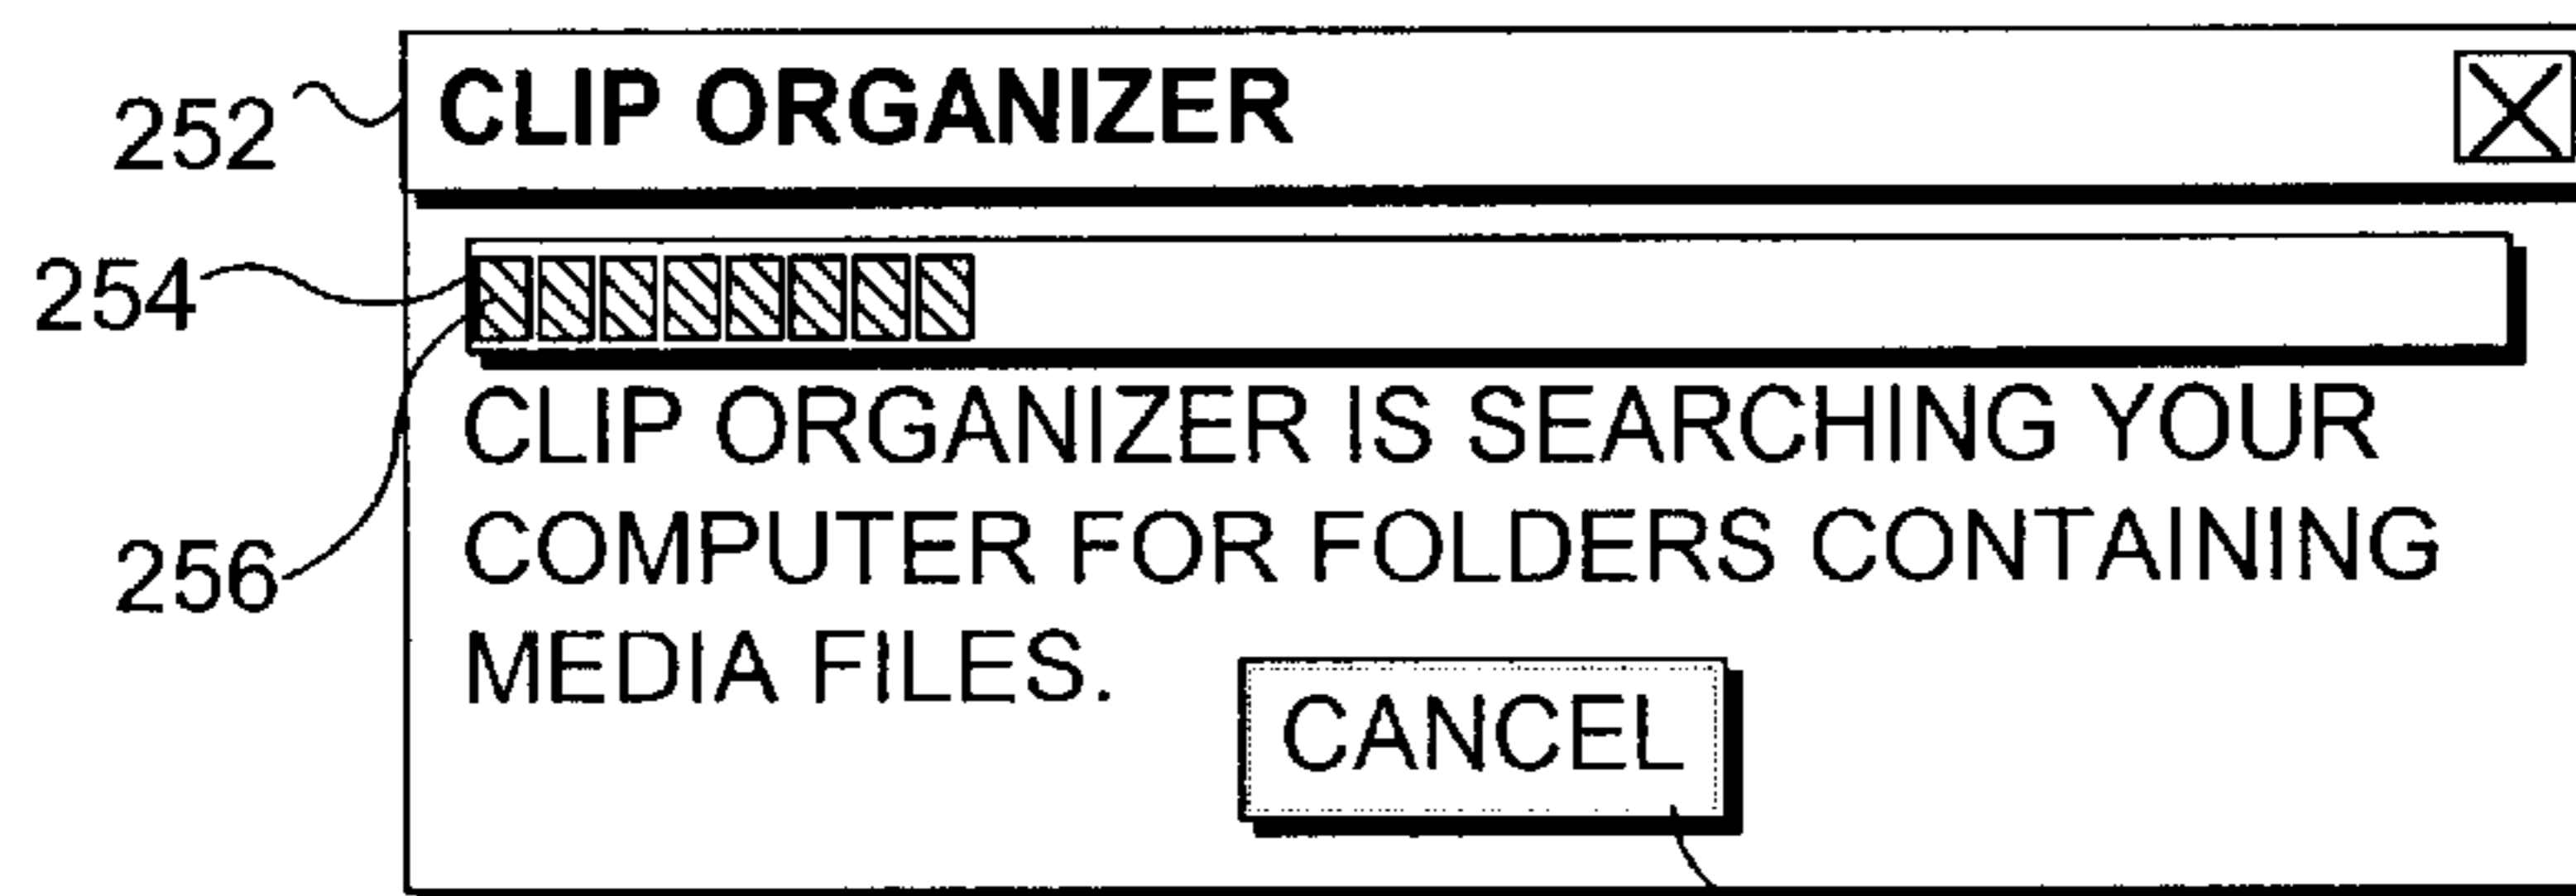 252
CLIP ORGANIZER
254
256
CLIP ORGANIZER IS SEARCHING YOUR
COMPUTER FOR FOLDERS CONTAINING
MEDIA FILES.
CANCEL